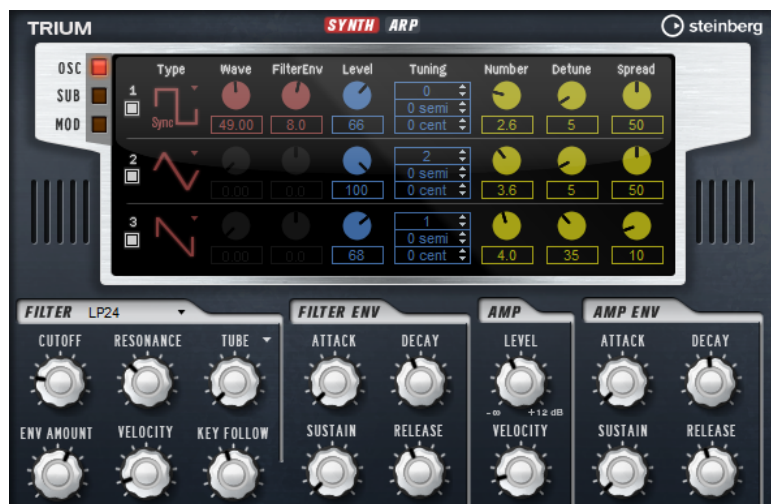 TRIUM SYNTH ARP steinberg
OSC
SUB
MOD
Type Wave FilterEnv Level Tuning Number Detune Spread
1
Sync 49.00 8.0 66 0 2.6 5 50
0 semi
0 cent
2
0.00 0.0 100 2 3.6 5 50
0 semi
0 cent
3
0.00 0.0 68 1 4.0 35 10
0 semi
0 cent
FILTER LP24 FILTER ENV AMP AMP ENV
CUTOFF RESONANCE TUBE ATTACK DECAY LEVEL ATTACK DECAY
-∞ +12 dB
ENV AMOUNT VELOCITY KEY FOLLOW SUSTAIN RELEASE VELOCITY SUSTAIN RELEASE